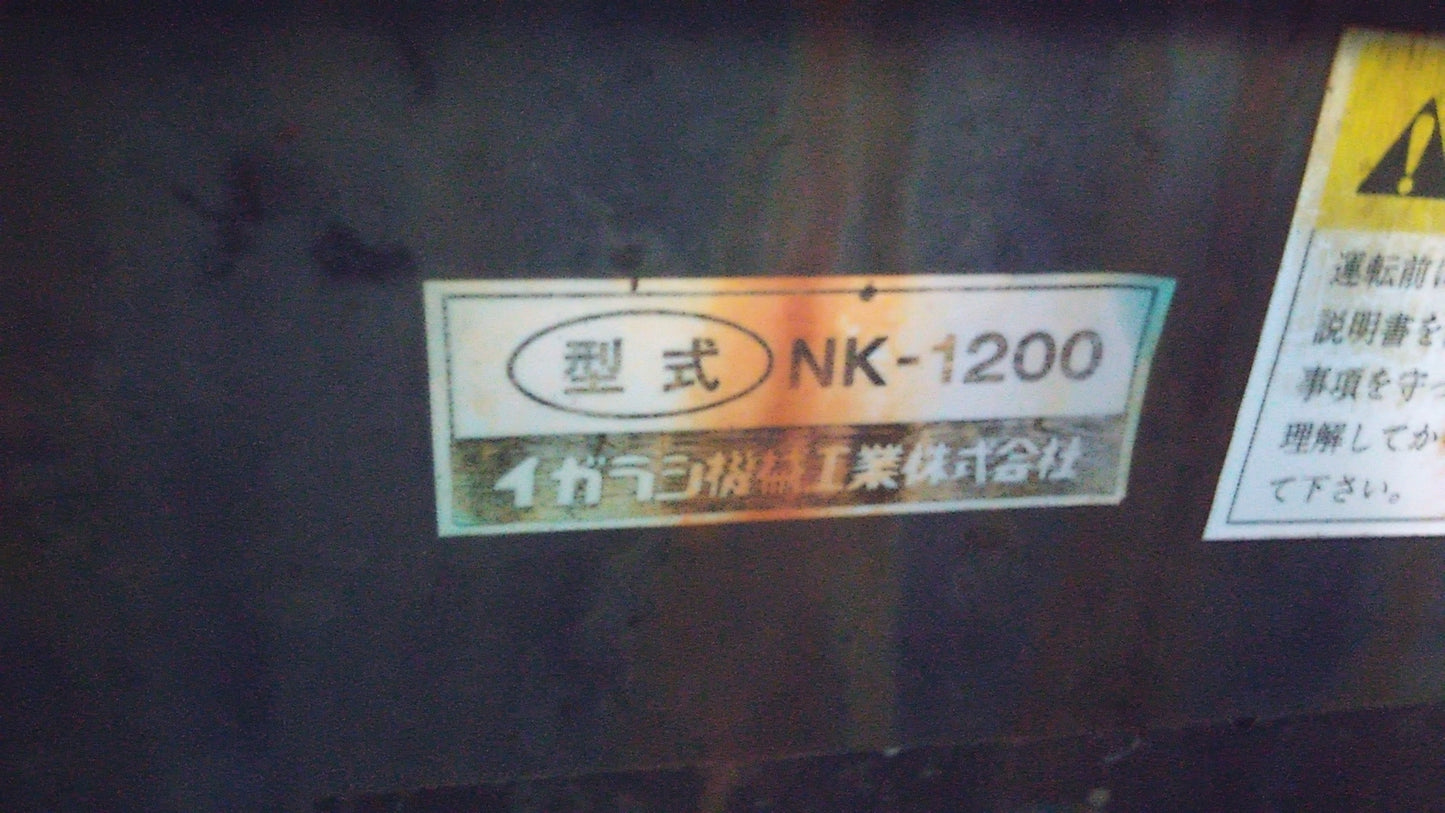 型式 NK-1200
イガラシ機械工業株式会社
運転前に
説明書を
事項を守っ
理解してか
て下さい。